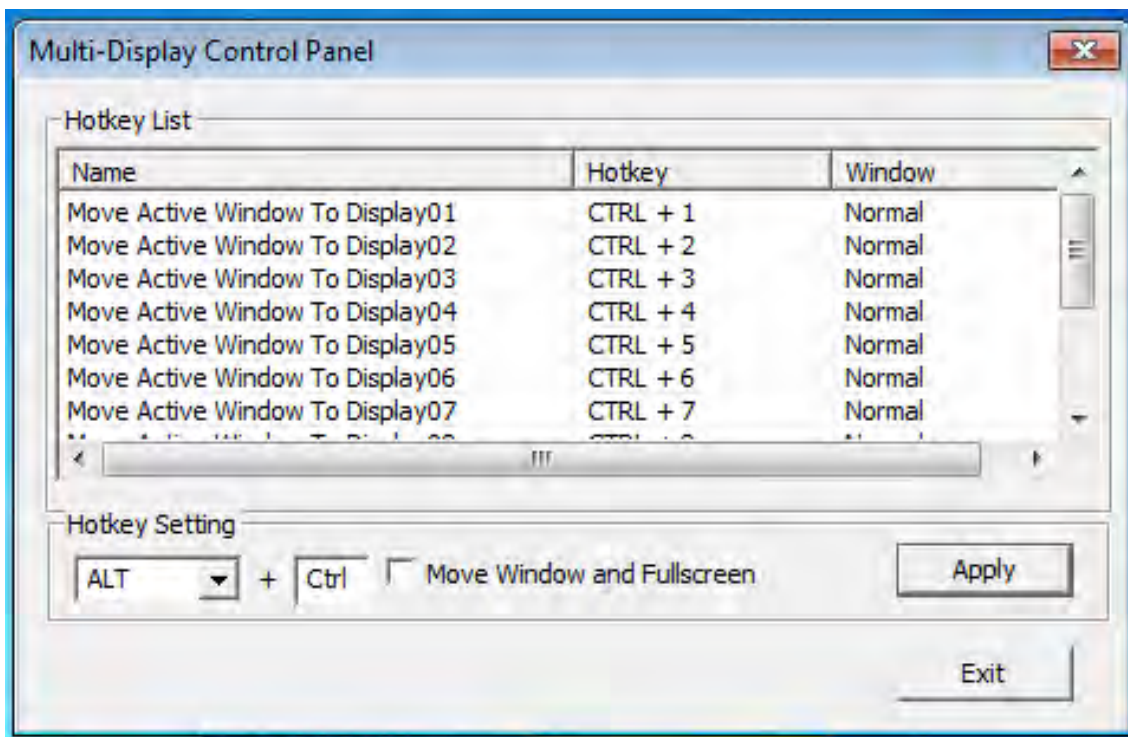 Multi-Display Control Panel
Hotkey List
Name Hotkey Window
Move Active Window To Display01 CTRL + 1 Normal
Move Active Window To Display02 CTRL + 2 Normal
Move Active Window To Display03 CTRL + 3 Normal
Move Active Window To Display04 CTRL + 4 Normal
Move Active Window To Display05 CTRL + 5 Normal
Move Active Window To Display06 CTRL + 6 Normal
Move Active Window To Display07 CTRL + 7 Normal
Hotkey Setting
ALT + Ctrl Move Window and Fullscreen Apply
Exit